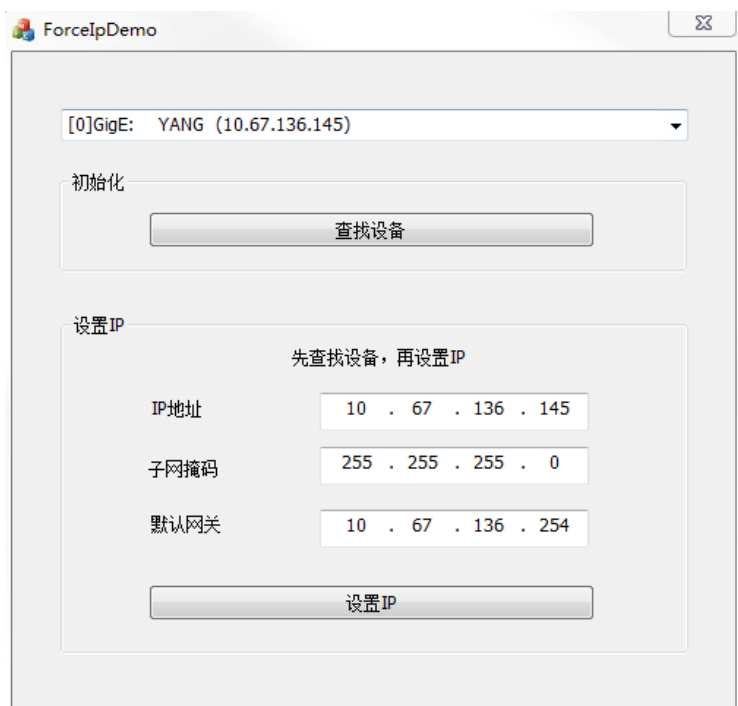 ForceIpDemo
[0]GigE: YANG (10.67.136.145)
初始化
查找设备
设置IP
先查找设备，再设置IP
IP地址 10 . 67 . 136 . 145
子网掩码 255 . 255 . 255 . 0
默认网关 10 . 67 . 136 . 254
设置IP